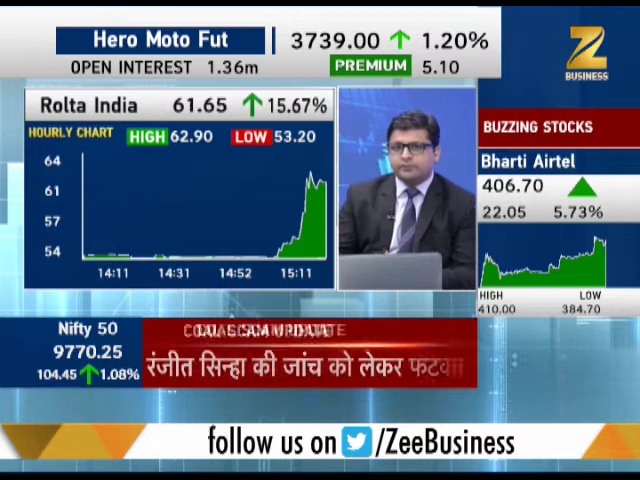 Hero Moto Fut
3739.00 1.20%
OPEN INTEREST 1.36m
PREMIUM 5.10
Z
BUSINESS
Rolta India 61.65 15.67%
HOURLY CHART HIGH 62.90 LOW 53.20
64
61
57
54
14:11 14:31 14:52 15:11
BUZZING STOCKS
Bharti Airtel
406.70
22.05 5.73%
HIGH LOW
410.00 384.70
Nifty 50
9770.25
104.45 1.08%
रंजीत सिन्हा की जांच को लेकर
follow us on /ZeeBusiness